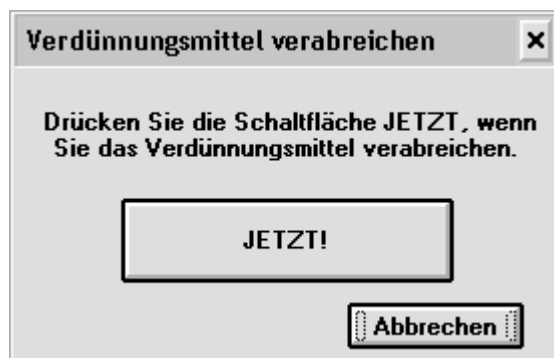 Verdünnungsmittel verabreichen
Drücken Sie die Schaltfläche JETZT, wenn
Sie das Verdünnungsmittel verabreichen.
JETZT!
Abbrechen